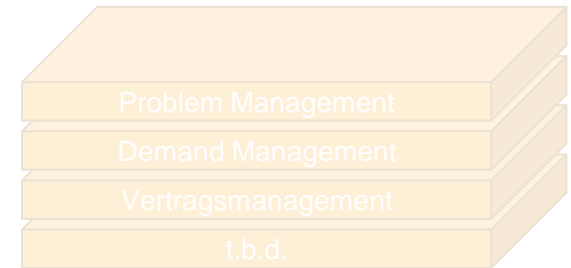 Problem Management
Demand Management
Vertragsmanagement
t.b.d.